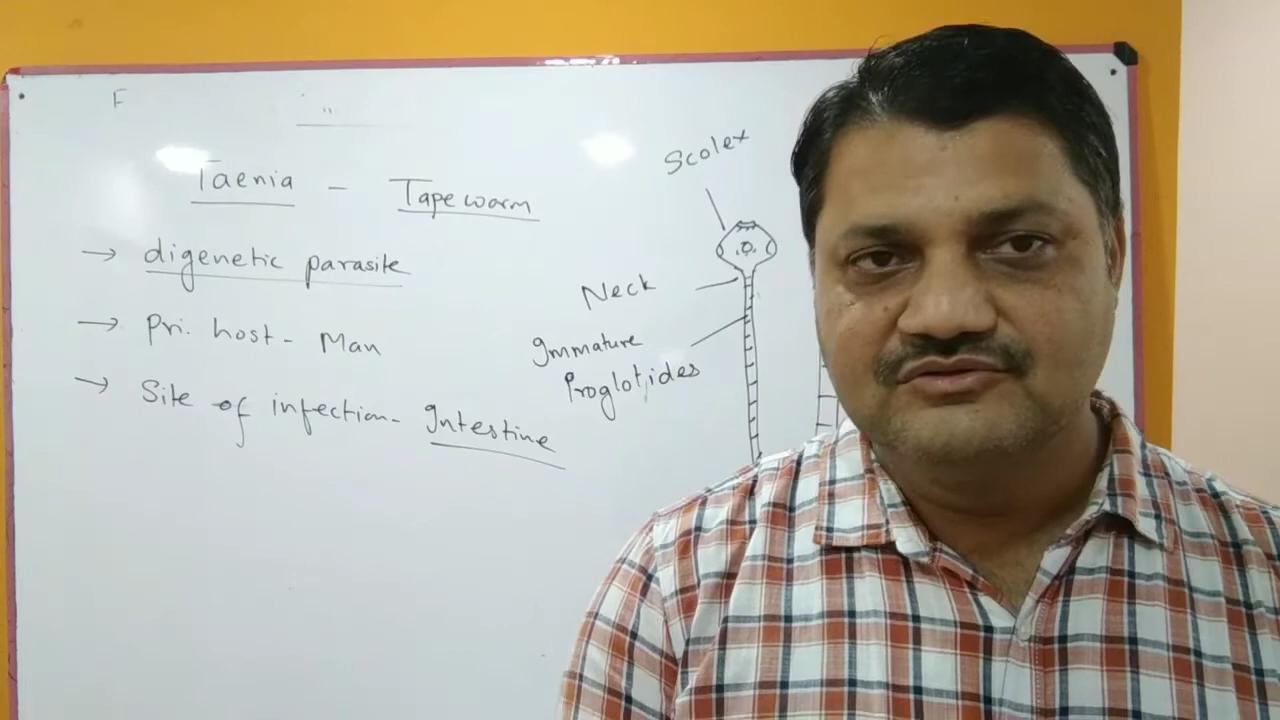 F
Taenia - Tapeworm
→ digenetic parasite
→ Pri. host - Man
→ Site of infection - Intestine
Scolex
Neck
Immature
Proglotides